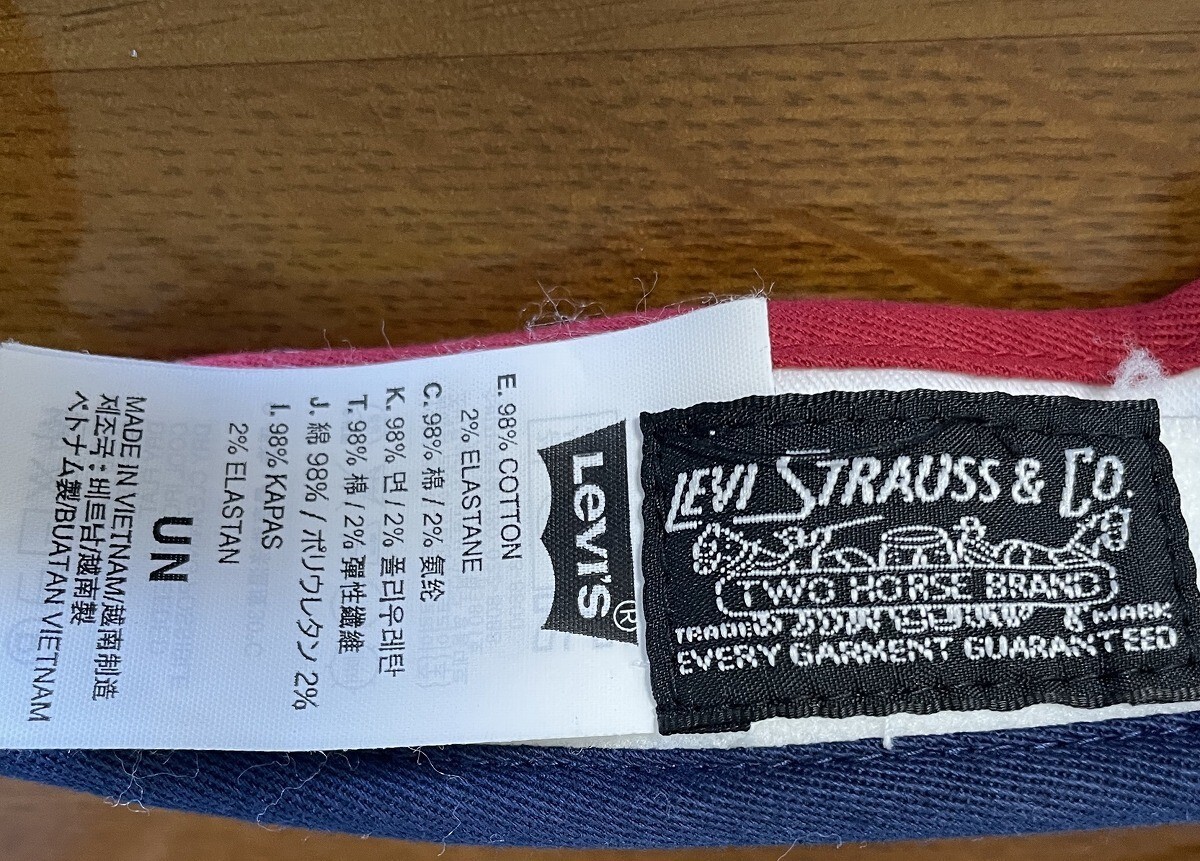 LEVI STRAUSS & CO.
TWO HORSE BRAND
TRADE MARK
EVERY GARMENT GUARANTEED
Levi's®
E. 98% COTTON
2% ELASTANE
C. 98% 棉 / 2% 氨纶
K. 98% 면 / 2% 폴리우레탄
T. 98% 棉 / 2% 彈性纖維
J. 綿 98% / ポリウレタン 2%
I. 98% KAPAS
2% ELASTAN
UN
MADE IN VIETNAM/越南制造
제조국 : 베트남/越南製
ベトナム製/BUATAN VIETNAM